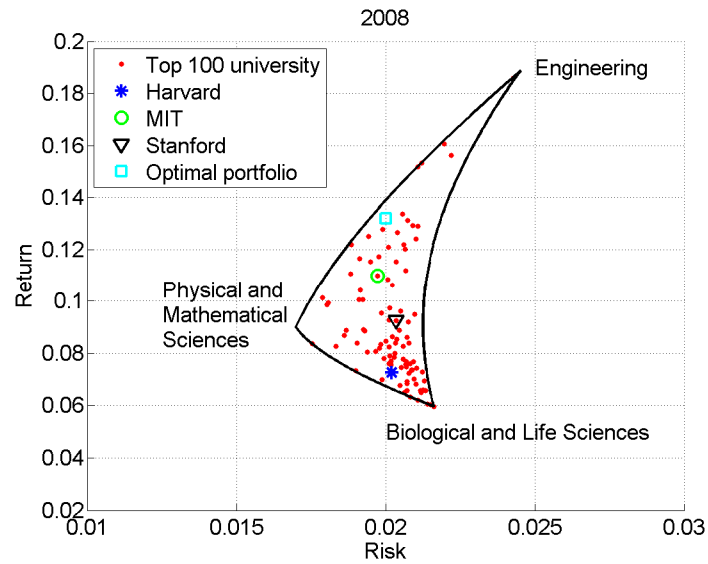 2008
0.2
0.18
0.16
0.14
0.12
0.1
0.08
0.06
0.04
0.02
Return
Top 100 university
Harvard
MIT
Stanford
Optimal portfolio
Engineering
Physical and
Mathematical
Sciences
Biological and Life Sciences
0.01
0.015
0.02
0.025
0.03
Risk